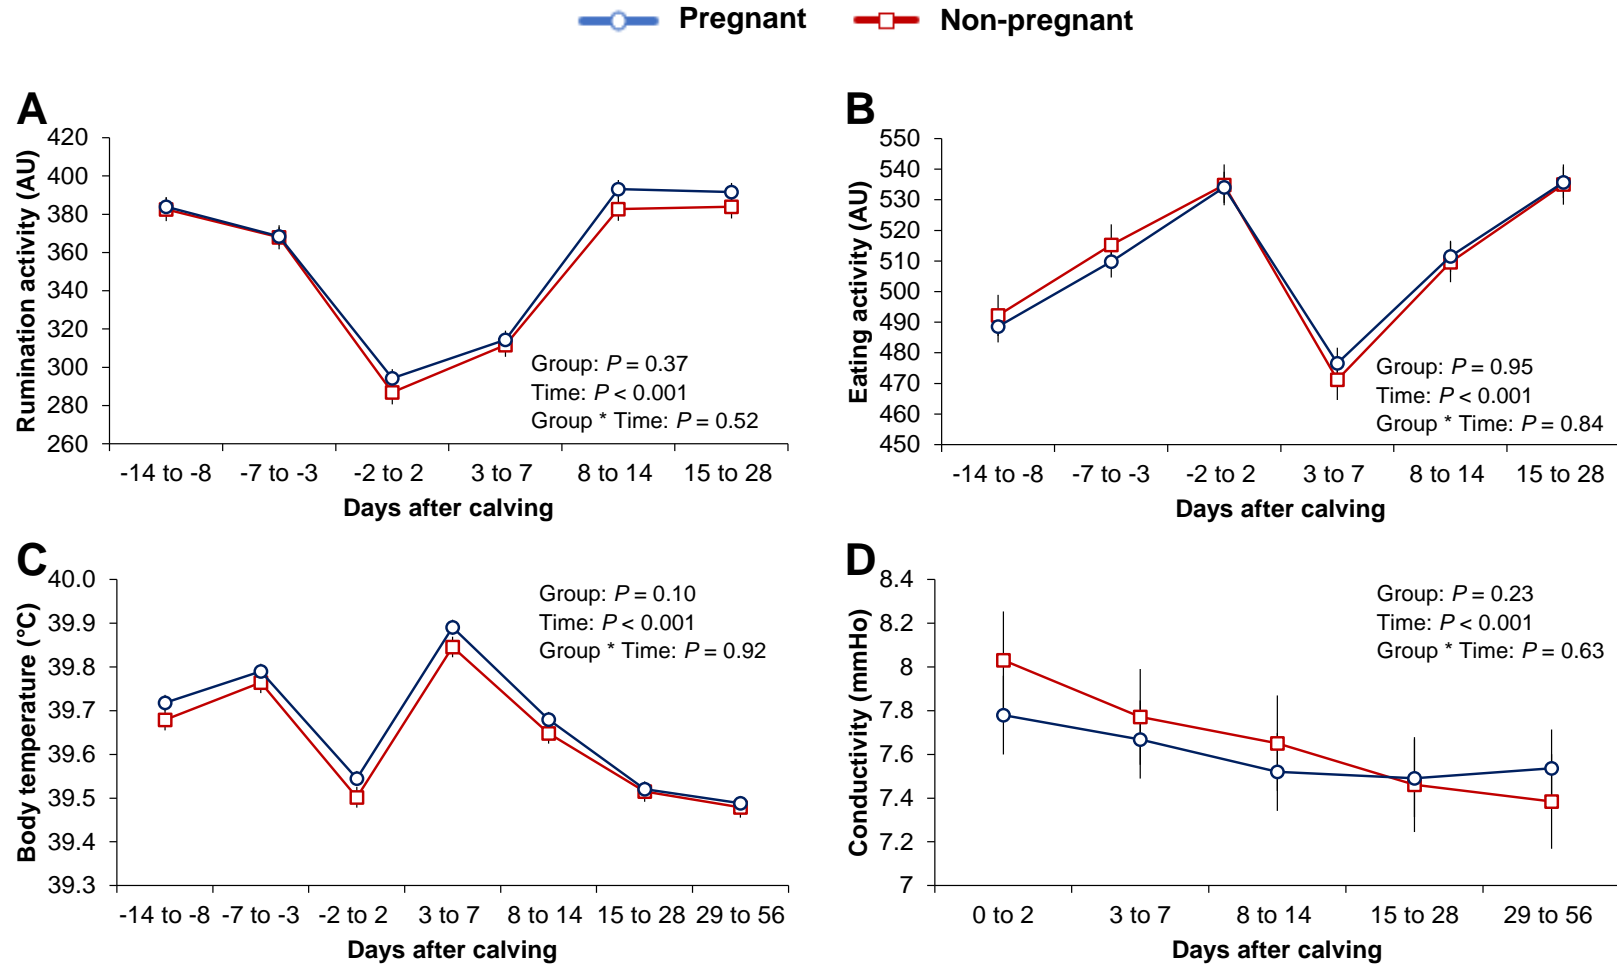 Pregnant Non-pregnant
A
Rumination activity (AU)
420
400
380
360
340
320
300
280
260
Group: P = 0.37
Time: P < 0.001
Group * Time: P = 0.52
-14 to -8 -7 to -3 -2 to 2 3 to 7 8 to 14 15 to 28
Days after calving
B
Eating activity (AU)
550
540
530
520
510
500
490
480
470
460
450
Group: P = 0.95
Time: P < 0.001
Group * Time: P = 0.84
-14 to -8 -7 to -3 -2 to 2 3 to 7 8 to 14 15 to 28
Days after calving
C
Body temperature (°C)
40.0
39.9
39.8
39.7
39.6
39.5
39.4
39.3
Group: P = 0.10
Time: P < 0.001
Group * Time: P = 0.92
-14 to -8 -7 to -3 -2 to 2 3 to 7 8 to 14 15 to 28 29 to 56
Days after calving
D
Conductivity (mmHo)
8.4
8.2
8
7.8
7.6
7.4
7.2
7
Group: P = 0.23
Time: P < 0.001
Group * Time: P = 0.63
0 to 2 3 to 7 8 to 14 15 to 28 29 to 56
Days after calving